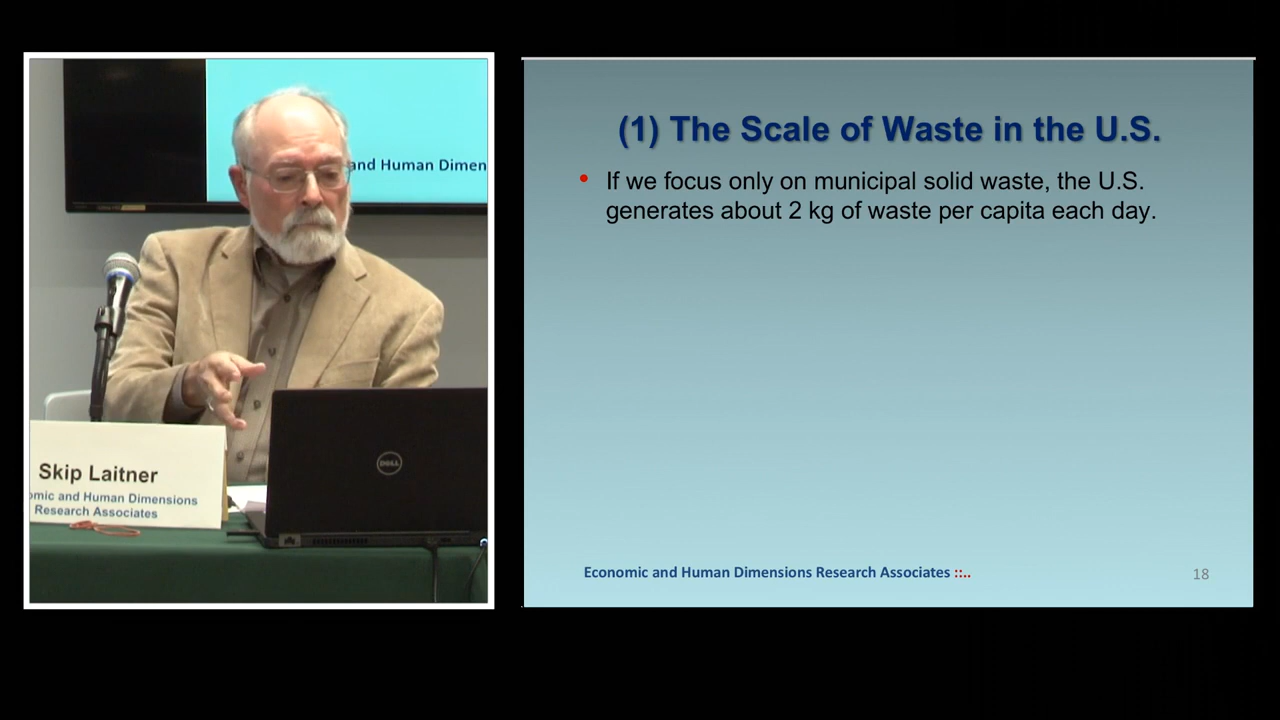 and Human Dimen
DELL
Skip Laitner
omic and Human Dimensions
Research Associates
(1) The Scale of Waste in the U.S.
If we focus only on municipal solid waste, the U.S.
generates about 2 kg of waste per capita each day.
Economic and Human Dimensions Research Associates ::..
18